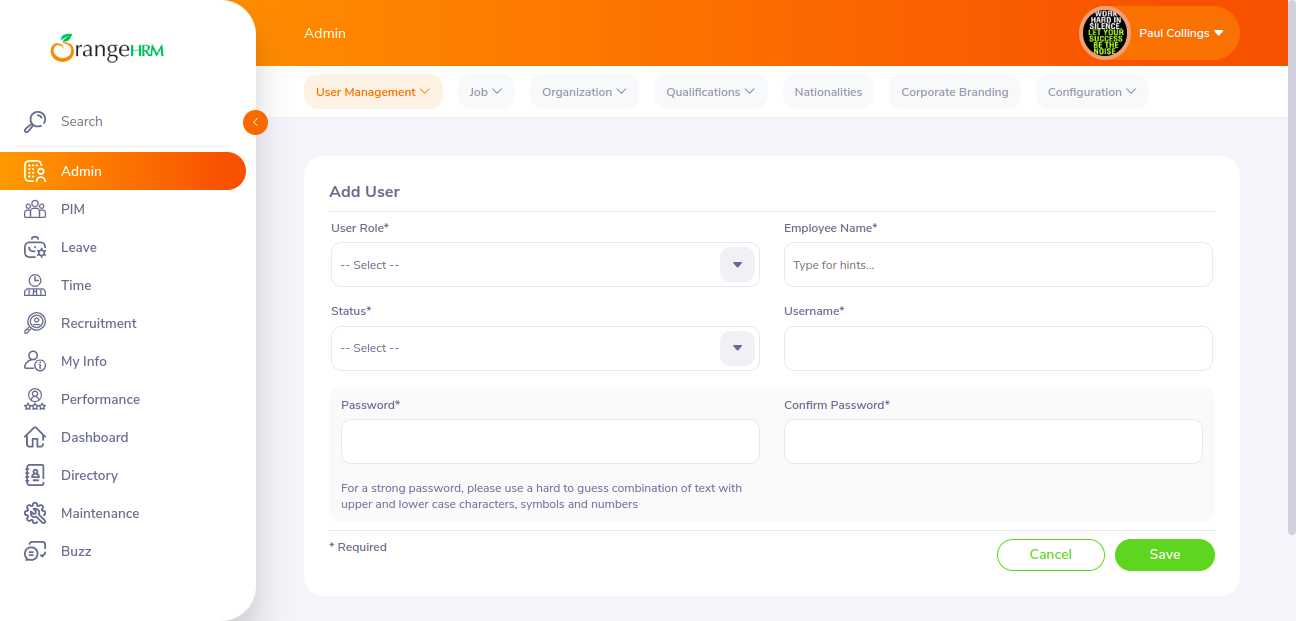 OrangeHRM
Search
Admin
PIM
Leave
Time
Recruitment
My Info
Performance
Dashboard
Directory
Maintenance
Buzz
Admin
WORK
HARD IN
SILENCE
LET YOUR
SUCCESS
BE THE
NOISE
Paul Collings
User Management
Job
Organization
Qualifications
Nationalities
Corporate Branding
Configuration
Add User
User Role*
Employee Name*
-- Select --
Type for hints...
Status*
Username*
-- Select --
Password*
Confirm Password*
For a strong password, please use a hard to guess combination of text with
upper and lower case characters, symbols and numbers
* Required
Cancel
Save